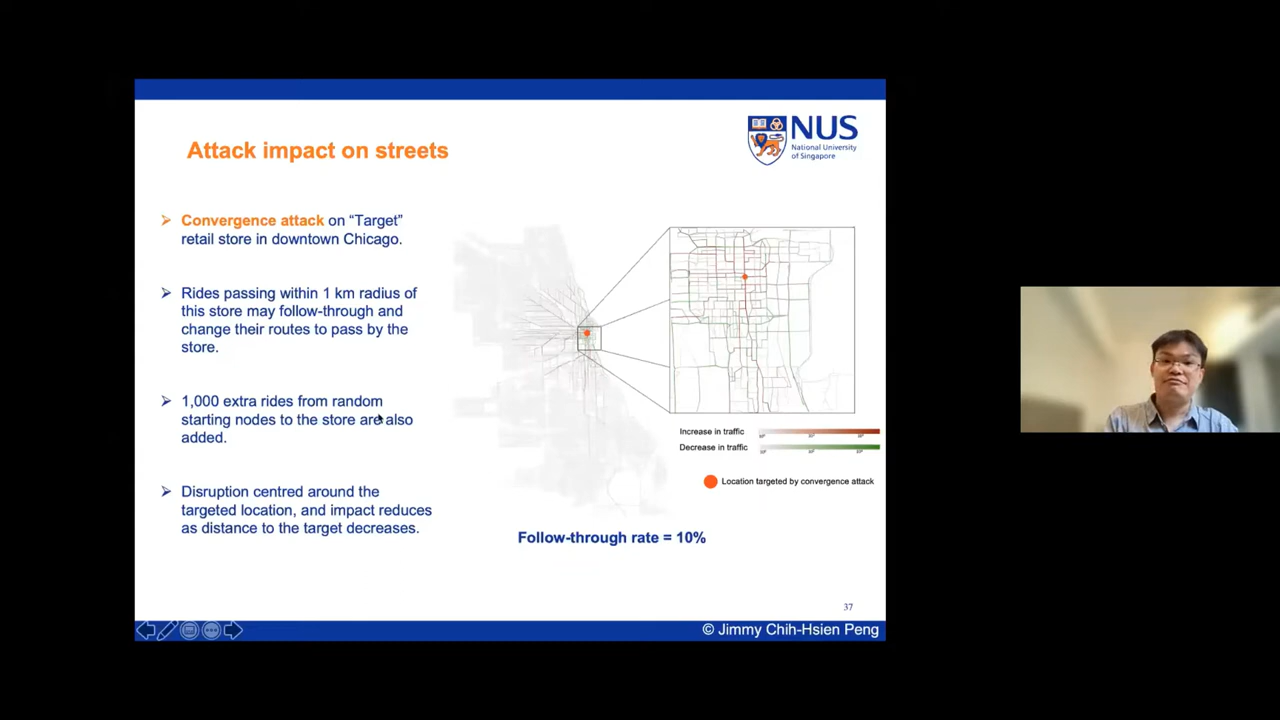 NUS
National University
of Singapore
Attack impact on streets
➢ Convergence attack on “Target”
retail store in downtown Chicago.
➢ Rides passing within 1 km radius of
this store may follow-through and
change their routes to pass by the
store.
➢ 1,000 extra rides from random
starting nodes to the store are also
added.
➢ Disruption centred around the
targeted location, and impact reduces
as distance to the target decreases.
Increase in traffic
Decrease in traffic
Location targeted by convergence attack
Follow-through rate = 10%
37
© Jimmy Chih-Hsien Peng